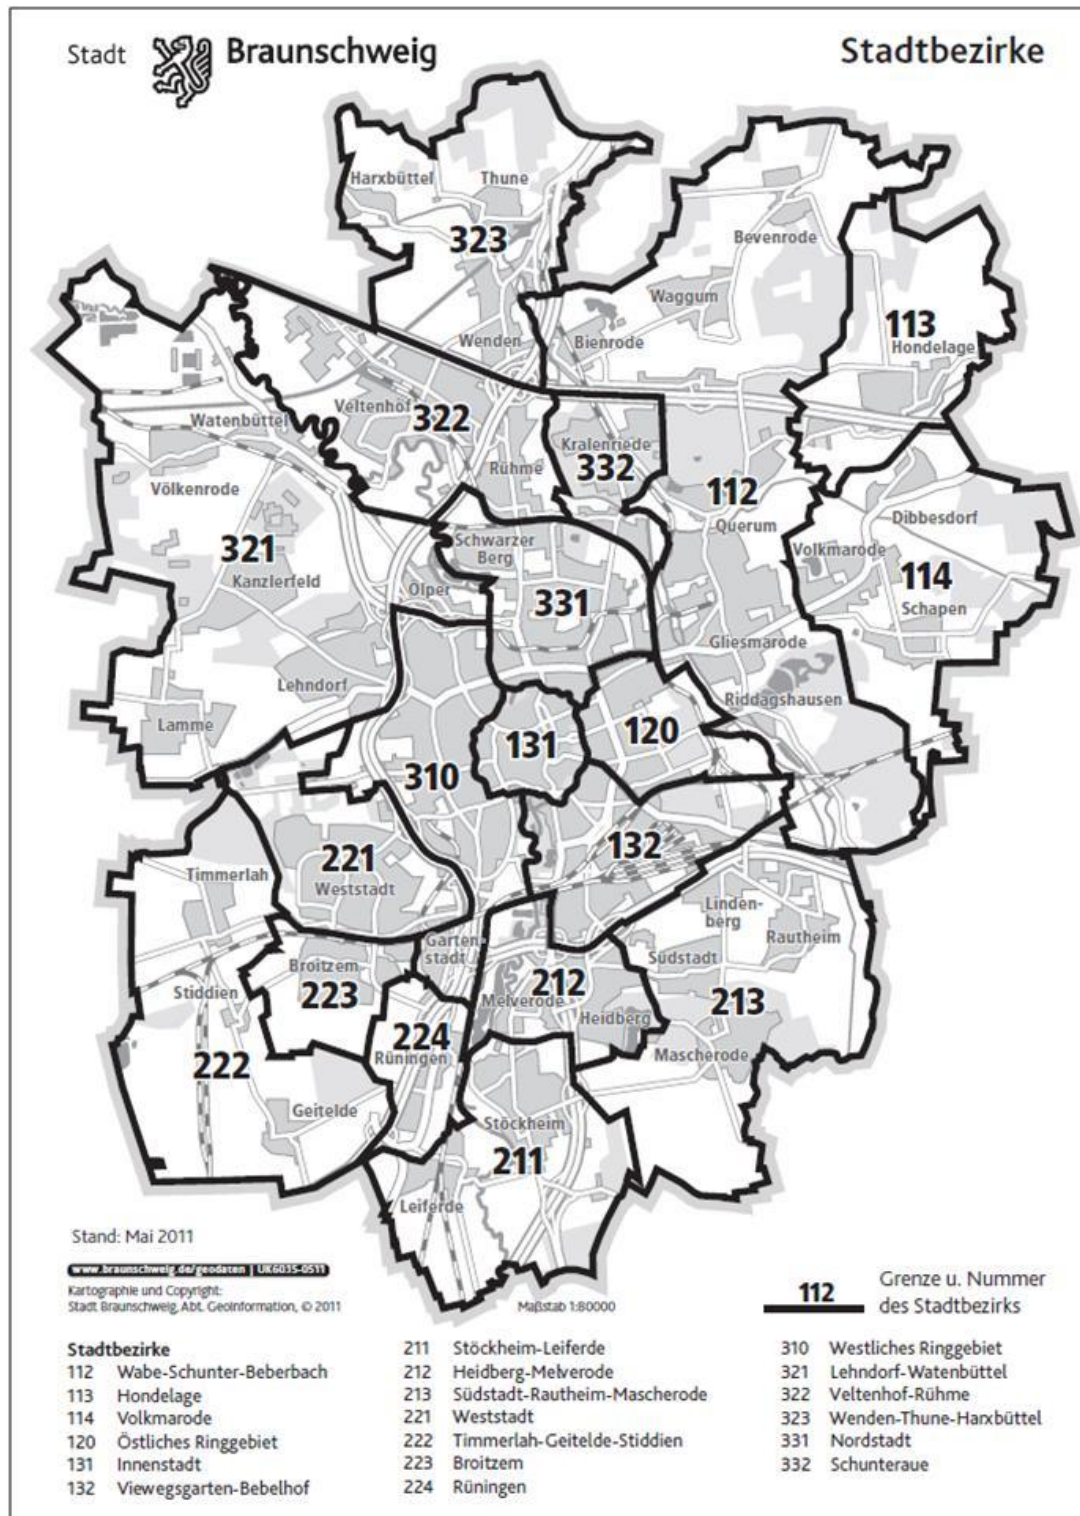 Stadt Braunschweig
Stadtbezirke
Harxbüttel
Thune
323
Bevenrode
Waggum
113
Hondelage
Wenden
Bienrode
Veltenhof
322
Watenbüttel
Kralenriede
332
Rühme
112
Völkenrode
Querum
Dibbesdorf
Schwarzer
Berg
Volkmarode
321
Kanzlerfeld
114
Olper
331
Schapen
Gliesmarode
Lehndorf
Riddagshausen
Lamme
120
131
310
132
221
Weststadt
Timmerlah
Linden-
berg
Rautheim
Garten-
stadt
Broitzem
Südstadt
223
Stiddien
212
Melverode
213
Heidberg
224
Rüningen
Mascherode
222
Geitelde
Stöckheim
211
Leiferde
Stand: Mai 2011
www.braunschweig.de/geodaten | UK6035-0511
Kartographie und Copyright:
Stadt Braunschweig, Abt. Geoinformation, © 2011
Maßstab 1:80000
112
Grenze u. Nummer
des Stadtbezirks
Stadtbezirke
112 Wabe-Schunter-Beberbach
113 Hondelage
114 Volkmarode
120 Östliches Ringgebiet
131 Innenstadt
132 Viewegsgarten-Bebelhof
211 Stöckheim-Leiferde
212 Heidberg-Melverode
213 Südstadt-Rautheim-Mascherode
221 Weststadt
222 Timmerlah-Geitelde-Stiddien
223 Broitzem
224 Rüningen
310 Westliches Ringgebiet
321 Lehndorf-Watenbüttel
322 Veltenhof-Rühme
323 Wenden-Thune-Harxbüttel
331 Nordstadt
332 Schunteraue